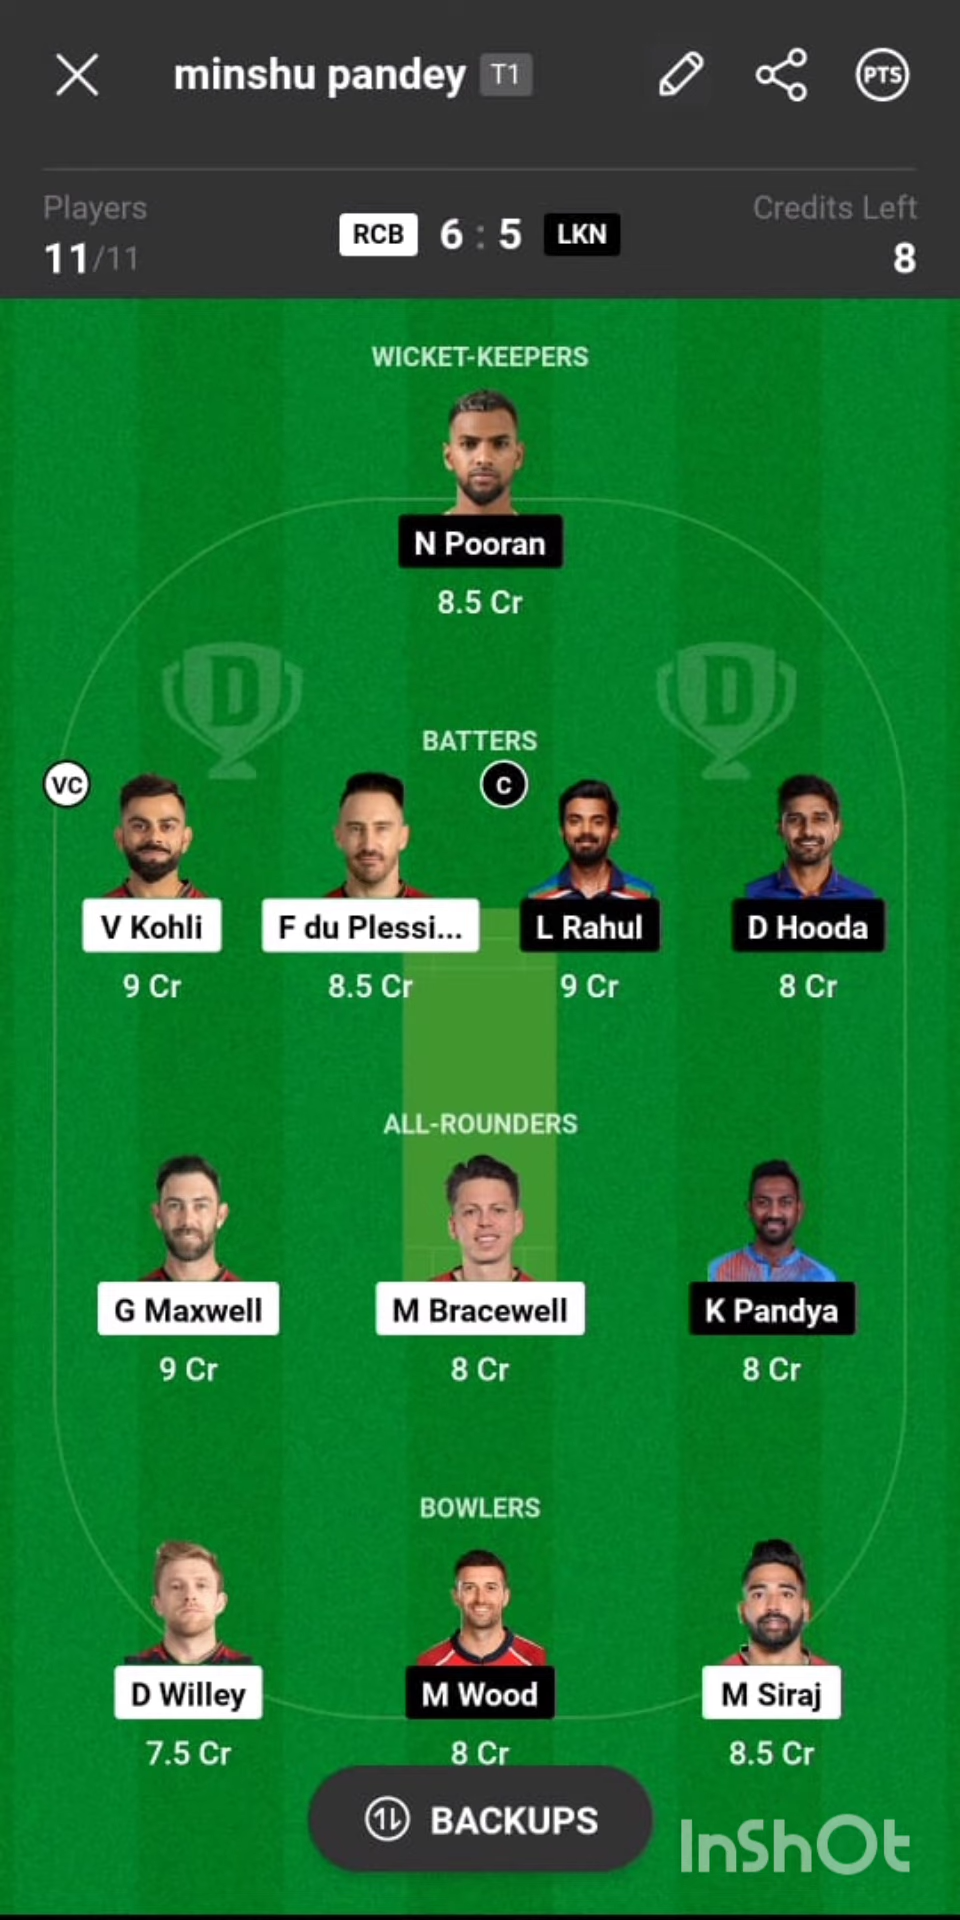 minshu pandey T1 PTS
Players
11/11
RCB 6 : 5 LKN
Credits Left
8
WICKET-KEEPERS
N Pooran
8.5 Cr
D D
BATTERS
VC C
V Kohli F du Plessi... L Rahul D Hooda
9 Cr 8.5 Cr 9 Cr 8 Cr
ALL-ROUNDERS
G Maxwell M Bracewell K Pandya
9 Cr 8 Cr 8 Cr
BOWLERS
D Willey M Wood M Siraj
7.5 Cr 8 Cr 8.5 Cr
BACKUPS
InShOt